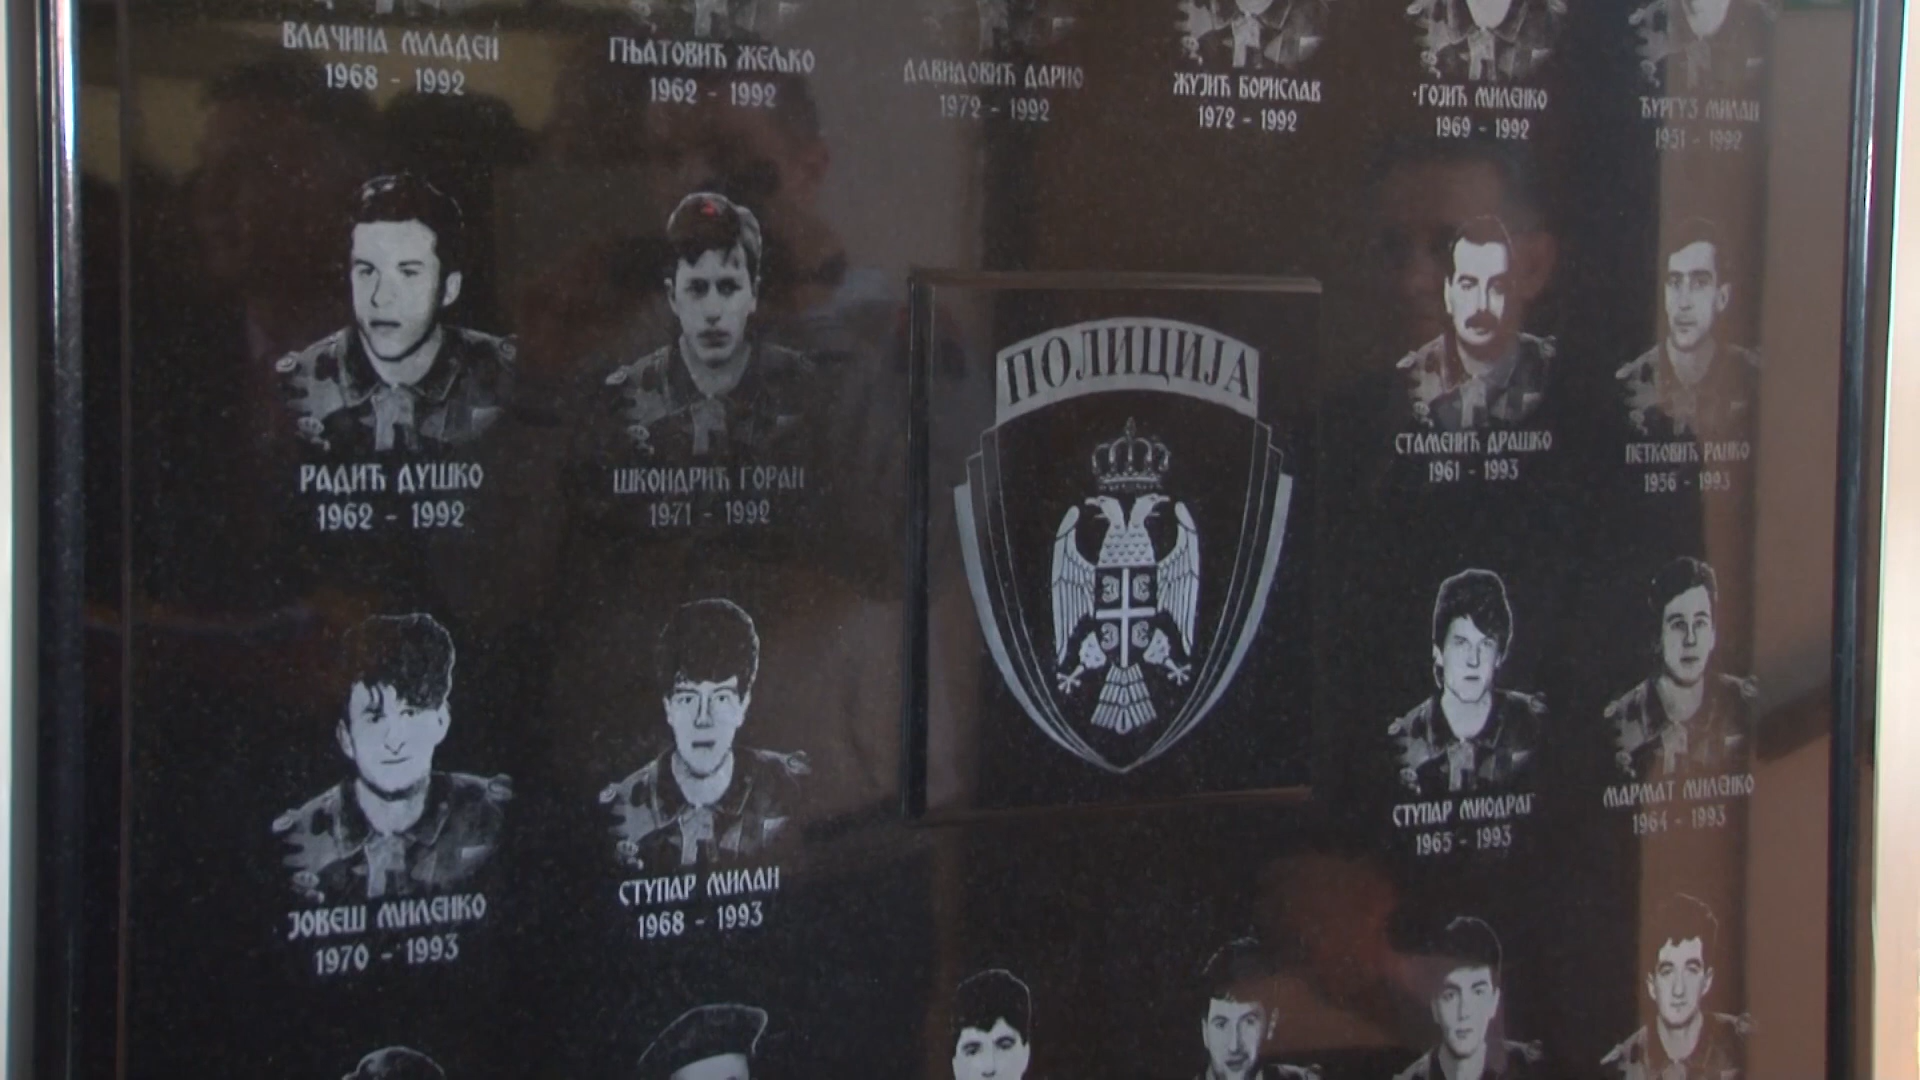 ВЛАЧИНА МЛАДЕН
1968 - 1992
ГЊАТОВИЋ ЖЕЉКО
1962 - 1992
ДАВИДОВИЋ ДАРИО
1972 - 1992
ЖУЈИЋ БОРИСЛАВ
1972 - 1992
ГОЈИЋ МИЛЕНКО
1969 - 1992
ЂУРГУЗ МИЛАН
1951 - 1992
РАДИЋ ДУШКО
1962 - 1992
ШКОНДРИЋ ГОРАН
1971 - 1992
ПОЛИЦИЈА
СТАМЕНИЋ ДРАШКО
1961 - 1993
ПЕТКОВИЋ РАНКО
1956 - 1993
ЈОВЕШ МИЛЕНКО
1970 - 1993
СТУПАР МИЛАН
1968 - 1993
СТУПАР МИОДРАГ
1965 - 1993
МАРМАТ МИЛЕНКО
1964 - 1993